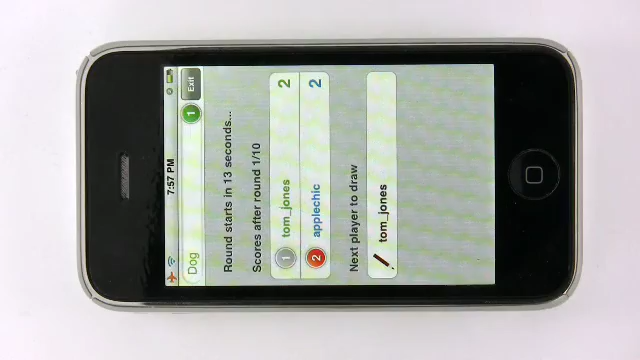 7:57 PM
Dog
1
Exit
Round starts in 13 seconds...
Scores after round 1/10
1 tom_jones 2
2 applechic 2
Next player to draw
tom_jones